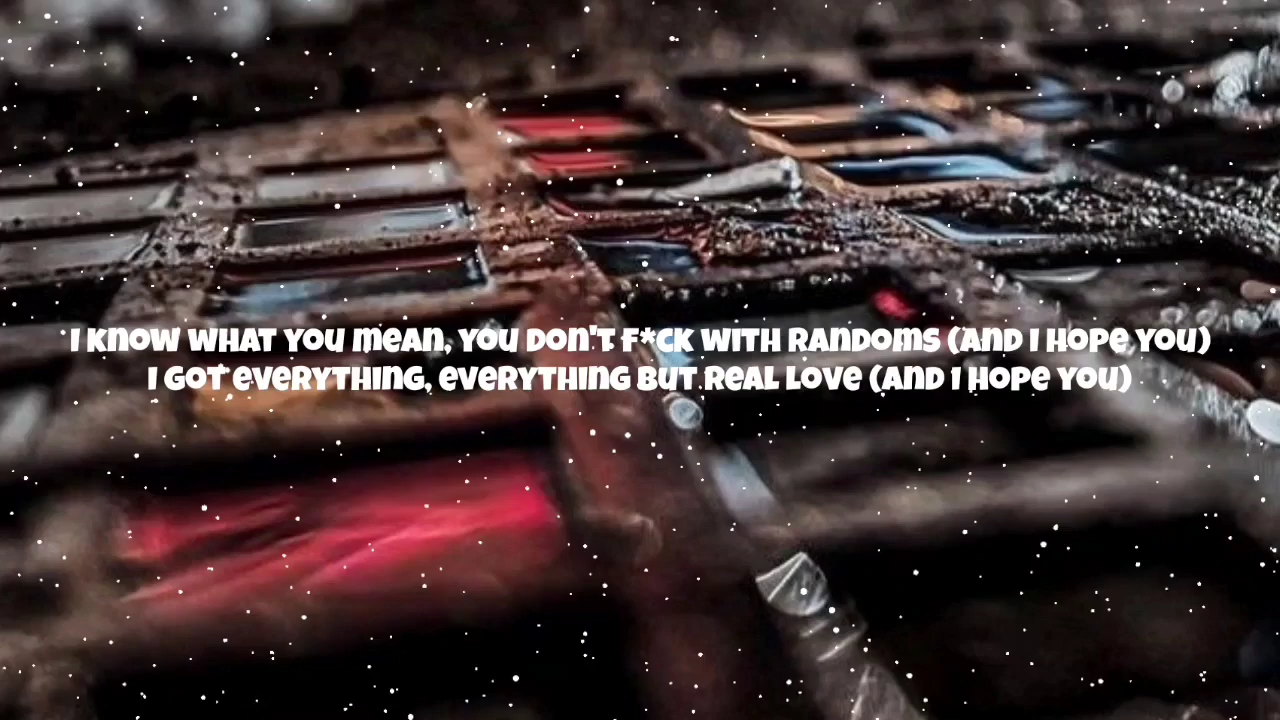 I KNOW WHAT YOU MEAN, YOU DON'T F*CK WITH RANDOMS (AND I HOPE YOU)
I GOT EVERYTHING, EVERYTHING BUT REAL LOVE (AND I HOPE YOU)